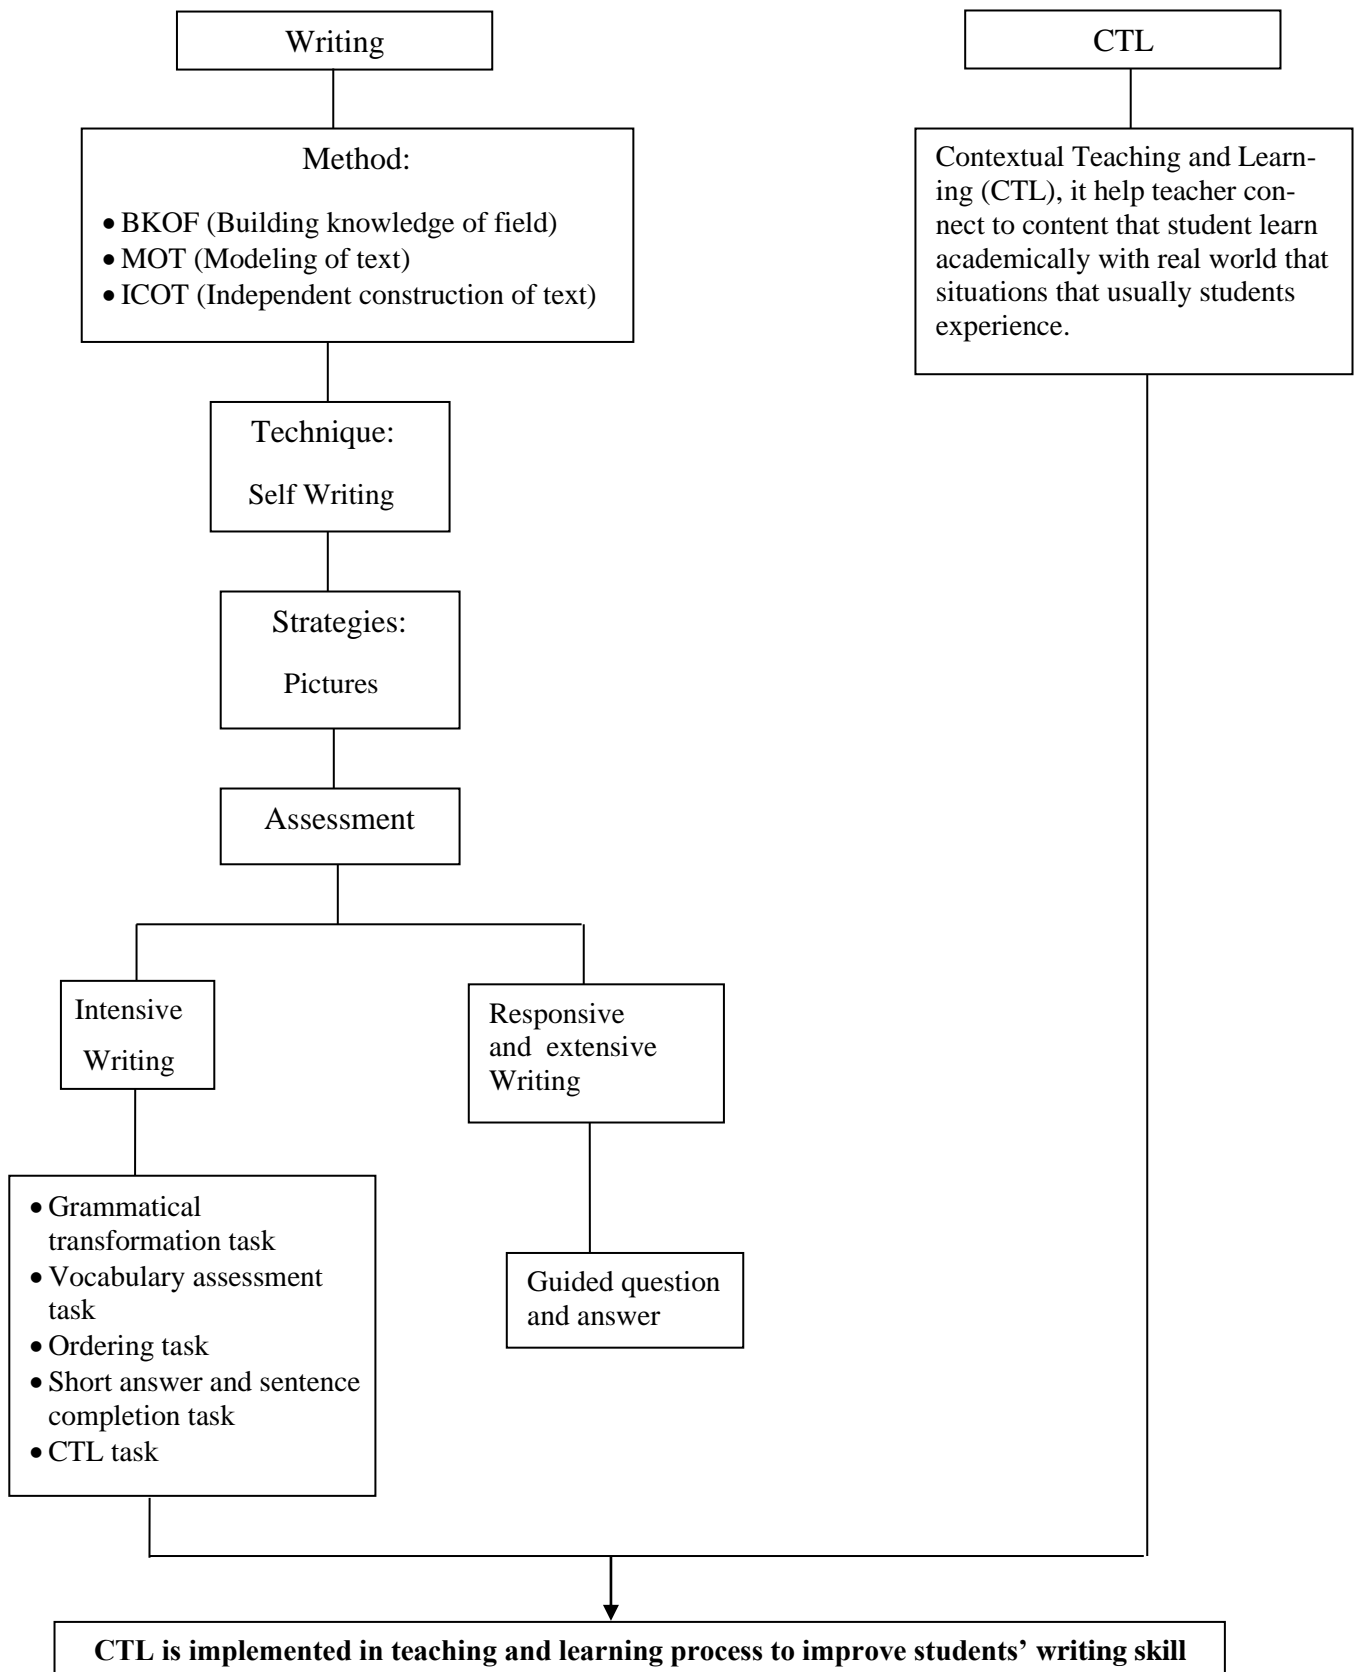 Writing
CTL
Method:
• BKOF (Building knowledge of field)
• MOT (Modeling of text)
• ICOT (Independent construction of text)
Contextual Teaching and Learn-
ing (CTL), it help teacher con-
nect to content that student learn
academically with real world that
situations that usually students
experience.
Technique:
Self Writing
Strategies:
Pictures
Assessment
Intensive
Writing
Responsive
and extensive
Writing
• Grammatical
transformation task
• Vocabulary assessment
task
• Ordering task
• Short answer and sentence
completion task
• CTL task
Guided question
and answer
CTL is implemented in teaching and learning process to improve students’ writing skill